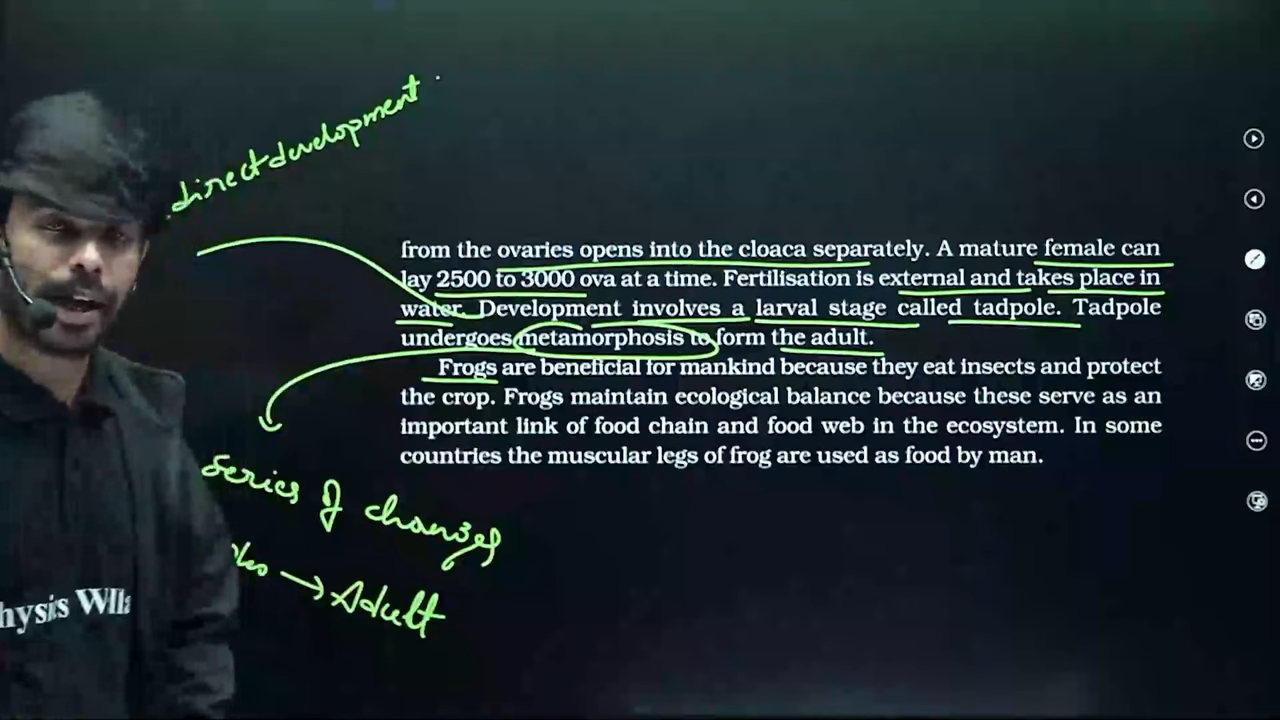 direct development
from the ovaries opens into the cloaca separately. A mature female can
lay 2500 to 3000 ova at a time. Fertilisation is external and takes place in
water. Development involves a larval stage called tadpole. Tadpole
undergoes metamorphosis to form the adult.
Frogs are beneficial for mankind because they eat insects and protect
the crop. Frogs maintain ecological balance because these serve as an
important link of food chain and food web in the ecosystem. In some
countries the muscular legs of frog are used as food by man.
series of changes
→ Adult
hysics Wlla